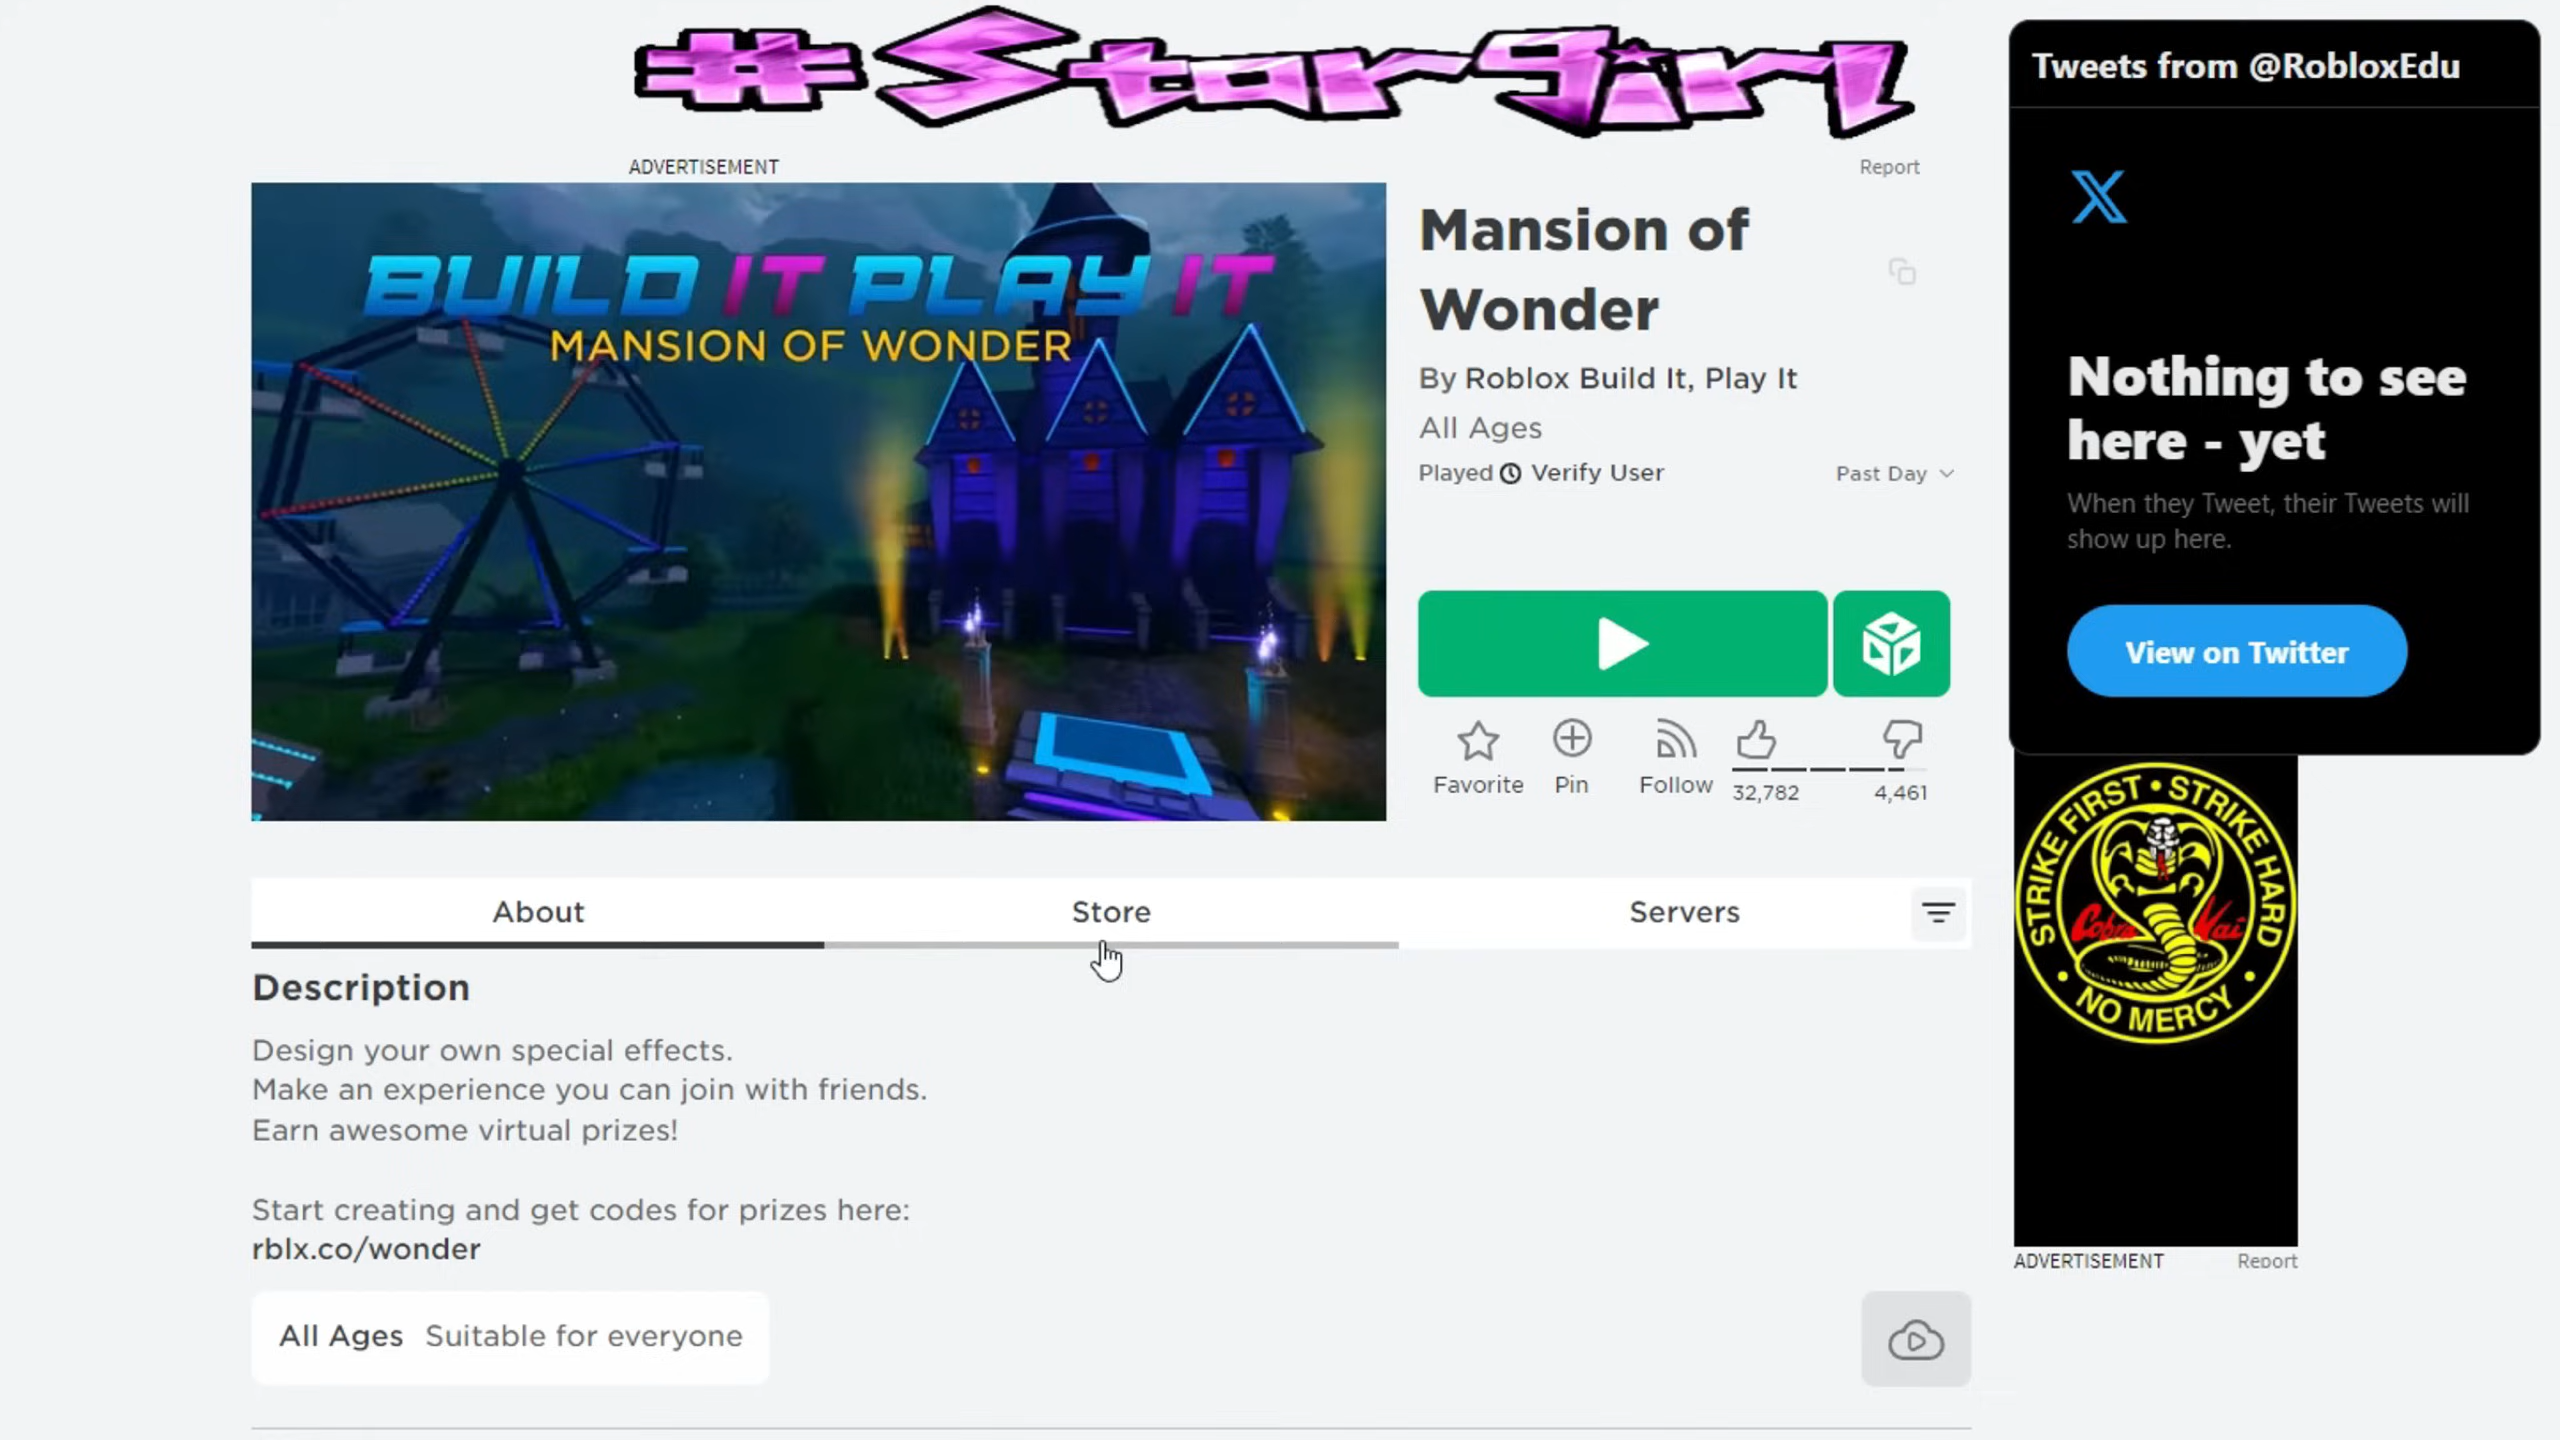 #Stargirl
ADVERTISEMENT
Report
BUILD IT PLAY IT
MANSION OF WONDER
Mansion of
Wonder
By Roblox Build It, Play It
All Ages
Played Verify User
Past Day
Favorite
Pin
Follow
32,782
4,461
About
Store
Servers
Description
Design your own special effects.
Make an experience you can join with friends.
Earn awesome virtual prizes!
Start creating and get codes for prizes here:
rblx.co/wonder
All Ages Suitable for everyone
Tweets from @RobloxEdu
Nothing to see
here - yet
When they Tweet, their Tweets will
show up here.
View on Twitter
STRIKE FIRST • STRIKE HARD
Cobra Kai
• NO MERCY •
ADVERTISEMENT
Report